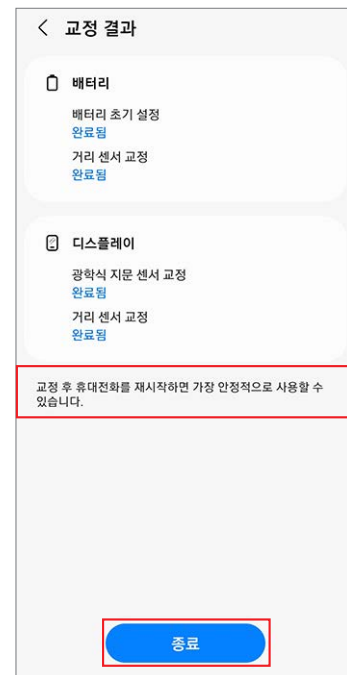 교정 결과
배터리
배터리 초기 설정
완료됨
거리 센서 교정
완료됨
디스플레이
광학식 지문 센서 교정
완료됨
거리 센서 교정
완료됨
교정 후 휴대전화를 재시작하면 가장 안정적으로 사용할 수
있습니다.
종료